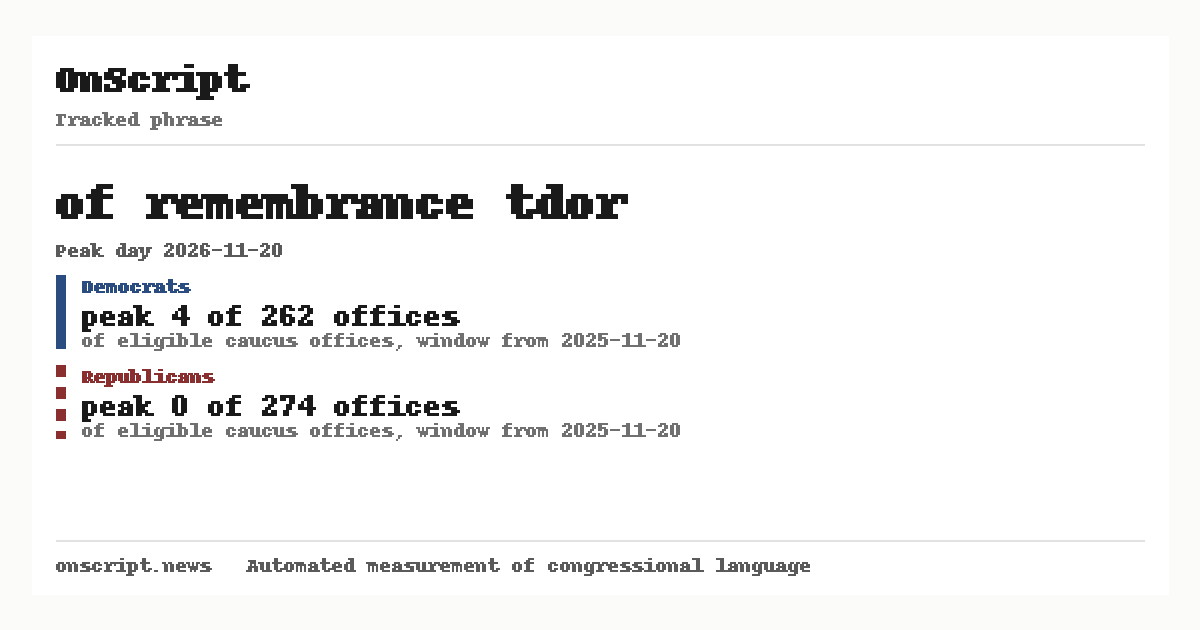 OnScript
Tracked phrase
of remembrance tdor
Peak day 2026-11-20
Democrats
peak 4 of 262 offices
of eligible caucus offices, window from 2025-11-20
Republicans
peak 0 of 274 offices
of eligible caucus offices, window from 2025-11-20
onscript.news Automated measurement of congressional language